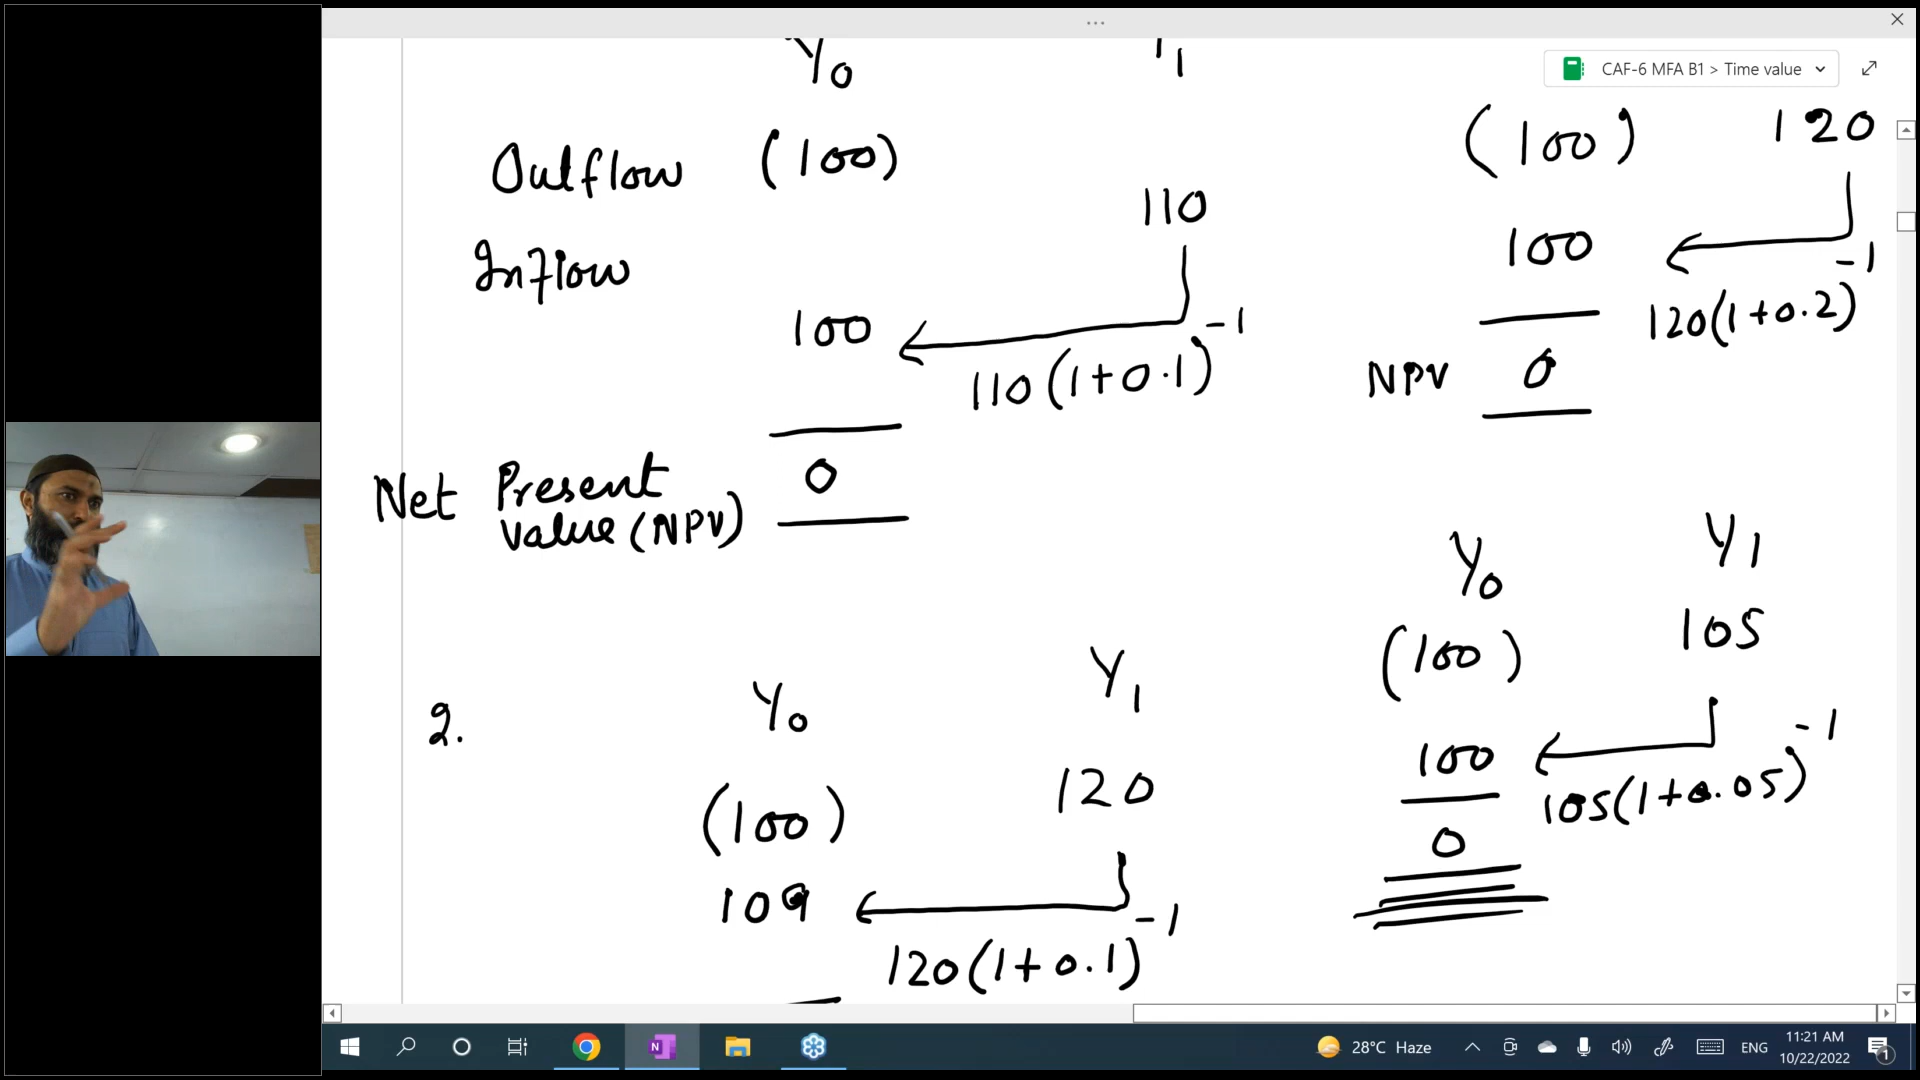 CAF-6 MFA B1 > Time value
Y0 Y1
Outflow (100)
Inflow 110
100
110(1+0.1)-1
Net Present Value (NPV) 0
(100) 120
100
120(1+0.2)-1
NPV 0
Y0 Y1
(100) 105
100
105(1+0.05)-1
0
2.
Y0 Y1
(100) 120
109
120(1+0.1)-1
28°C Haze
ENG
11:21 AM
10/22/2022
1